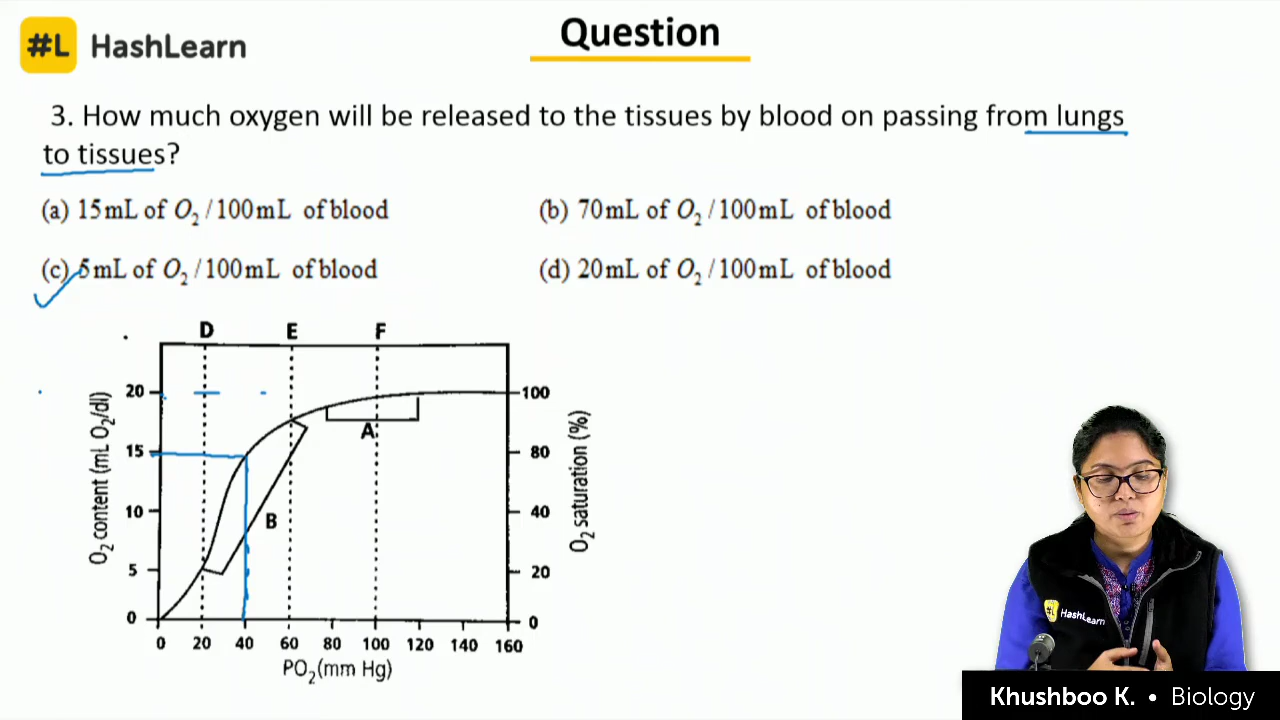 #L HashLearn
Question
3. How much oxygen will be released to the tissues by blood on passing from lungs
to tissues?
(a) 15mL of O₂ / 100mL of blood
(b) 70mL of O₂ / 100mL of blood
(c) 5mL of O₂ / 100mL of blood
(d) 20mL of O₂ / 100mL of blood
D E F
20
15
10
5
0
O₂ content (mL O₂/dl)
A
B
100
80
40
20
0
O₂ saturation (%)
0 20 40 60 80 100 120 140 160
PO₂(mm Hg)
#L HashLearn
Khushboo K. • Biology